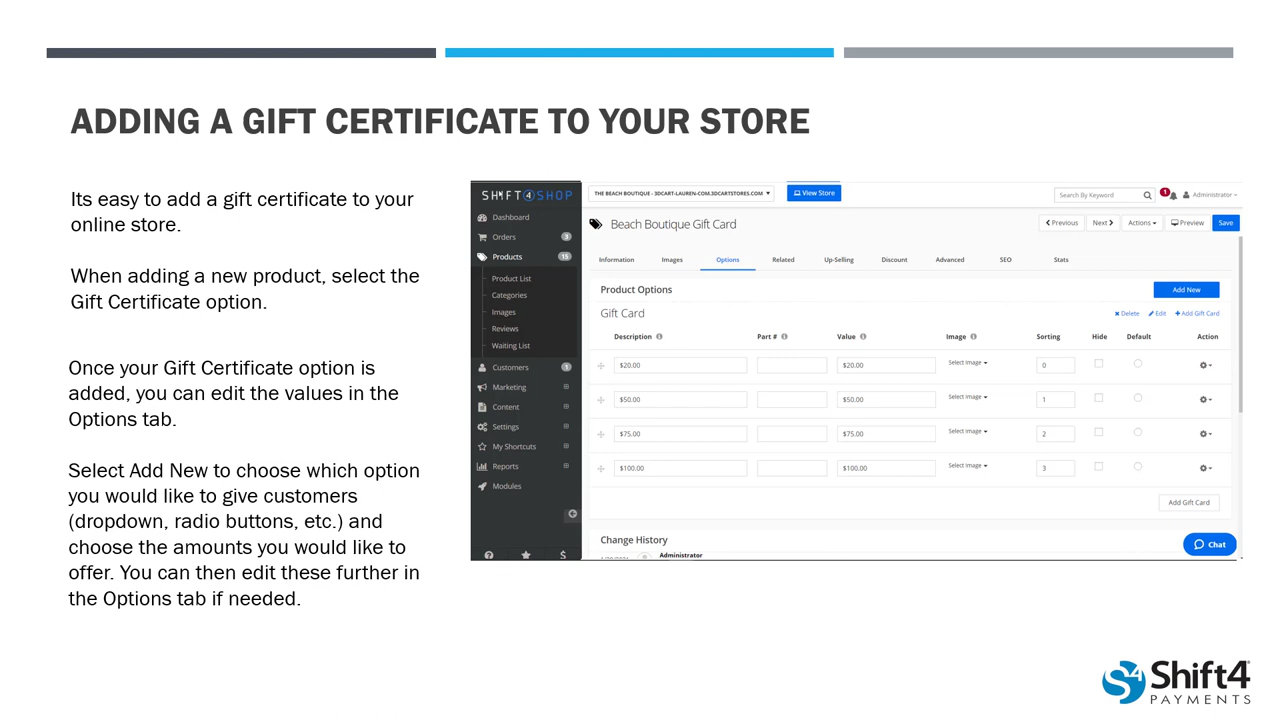 ADDING A GIFT CERTIFICATE TO YOUR STORE
Its easy to add a gift certificate to your
online store.
When adding a new product, select the
Gift Certificate option.
Once your Gift Certificate option is
added, you can edit the values in the
Options tab.
Select Add New to choose which option
you would like to give customers
(dropdown, radio buttons, etc.) and
choose the amounts you would like to
offer. You can then edit these further in
the Options tab if needed.
SHIFT4SHOP
Dashboard
Orders 3
Products 15
Product List
Categories
Images
Reviews
Waiting List
Customers 1
Marketing
Content
Settings
My Shortcuts
Reports
Modules
THE BEACH BOUTIQUE - 3DCART-LAUREN-COM.3DCARTSTORES.COM View Store Search By Keyword 1 Administrator
Beach Boutique Gift Card Previous Next Actions Preview Save
Information Images Options Related Up-Selling Discount Advanced SEO Stats
Product Options Add New
Gift Card Delete Edit Add Gift Card
Description Part # Value Image Sorting Hide Default Action
$20.00 $20.00 Select Image 0
$50.00 $50.00 Select Image 1
$75.00 $75.00 Select Image 2
$100.00 $100.00 Select Image 3
Add Gift Card
Change History
Administrator
Chat
Shift4
PAYMENTS